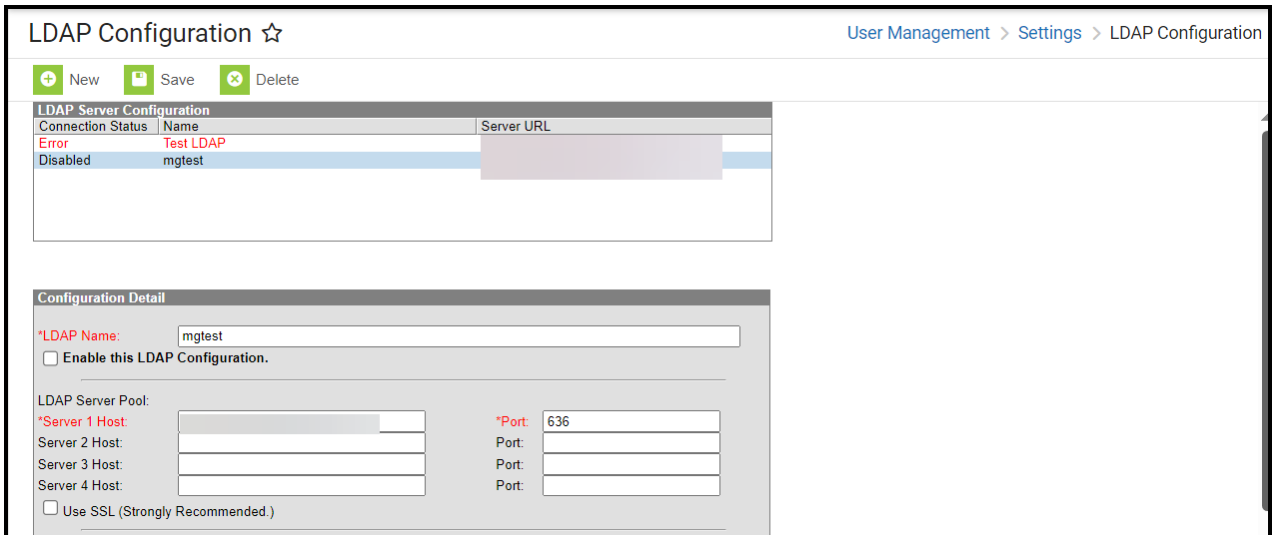 LDAP Configuration
User Management > Settings > LDAP Configuration
New Save Delete
LDAP Server Configuration
Connection Status Name Server URL
Error Test LDAP
Disabled mgtest
Configuration Detail
*LDAP Name: mgtest
Enable this LDAP Configuration.
LDAP Server Pool:
*Server 1 Host: *Port: 636
Server 2 Host: Port:
Server 3 Host: Port:
Server 4 Host: Port:
Use SSL (Strongly Recommended.)